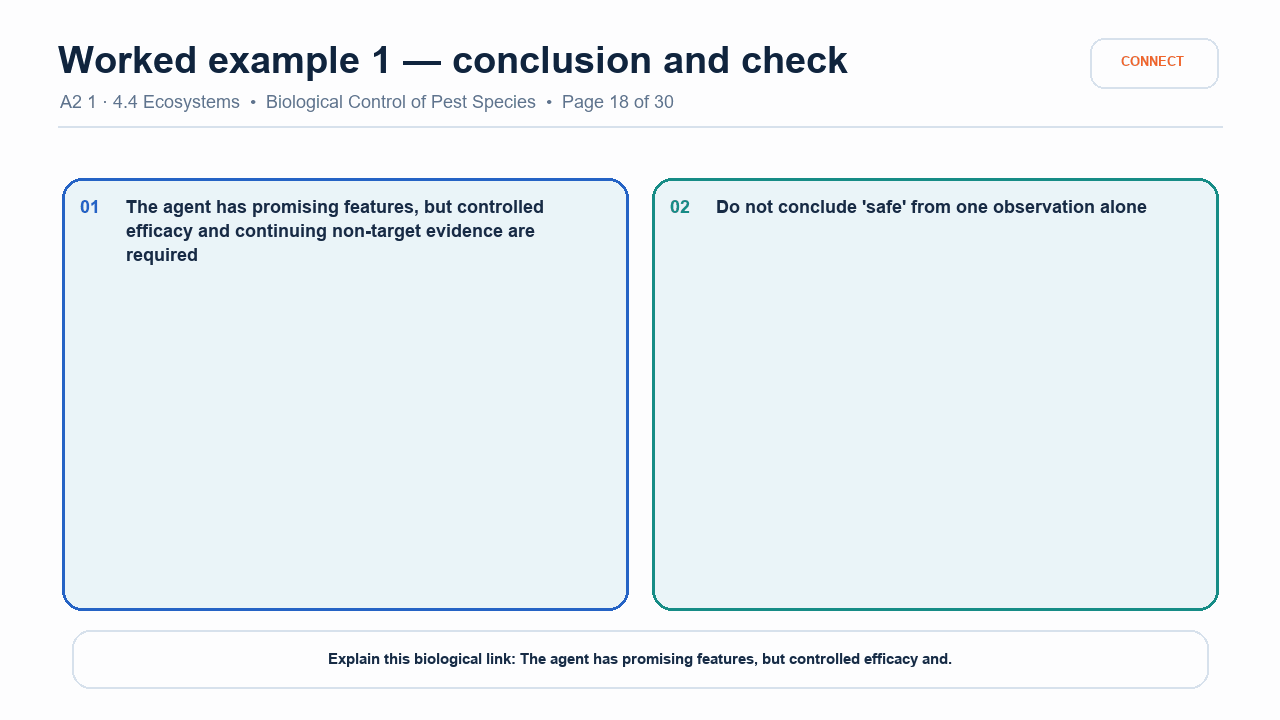 Worked example 1 — conclusion and check
CONNECT
A2 1 · 4.4 Ecosystems • Biological Control of Pest Species • Page 18 of 30
01 The agent has promising features, but controlled
efficacy and continuing non-target evidence are
required
02 Do not conclude 'safe' from one observation alone
Explain this biological link: The agent has promising features, but controlled efficacy and.